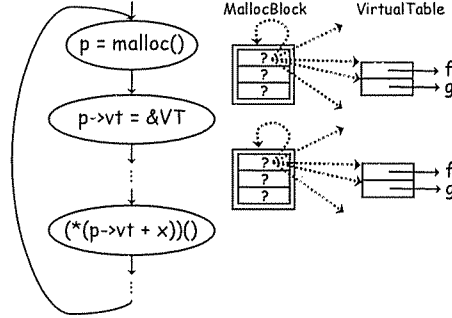 MallocBlock VirtualTable
p = malloc()
?
?
?
f
g
p->vt = &VT
?
?
?
f
g
(*(p->vt + x))()